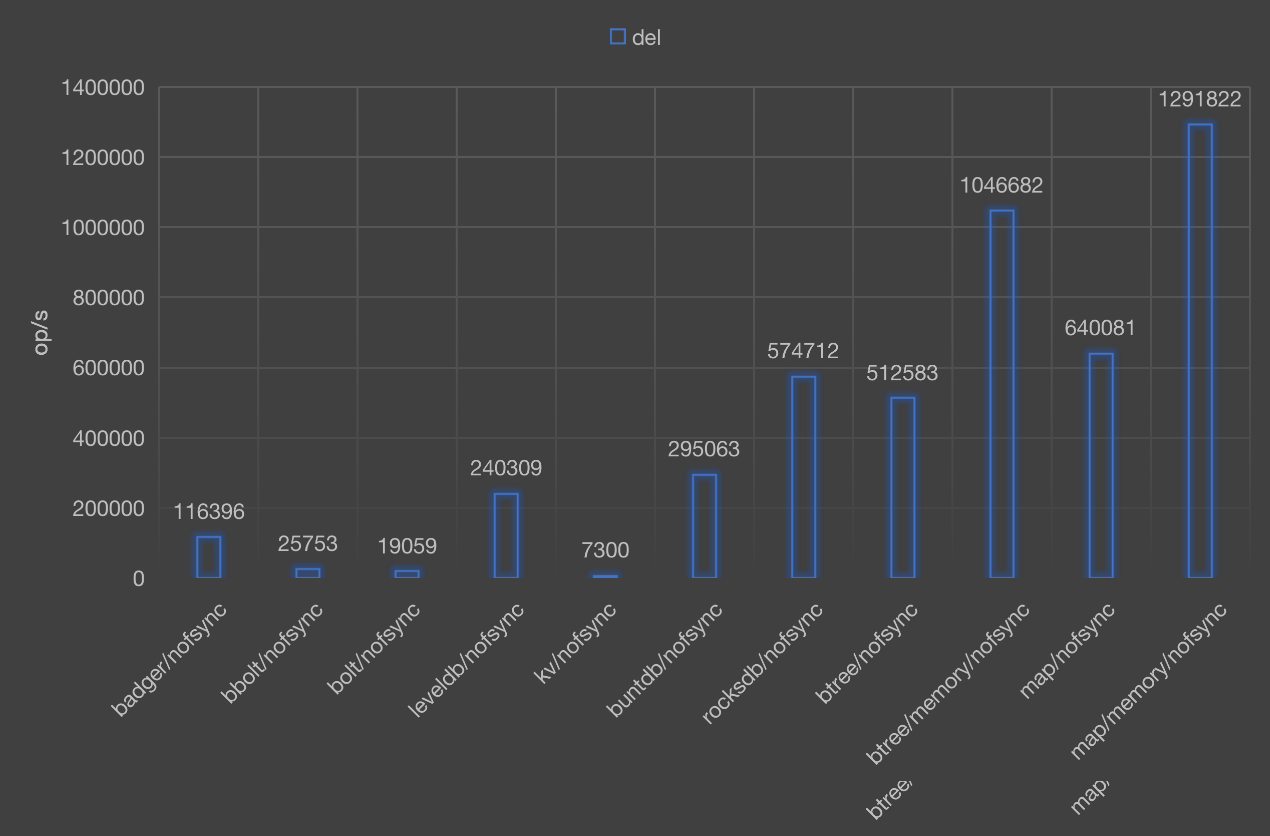 del
1400000
1200000
1000000
800000
600000
400000
200000
0
op/s
116396
25753
19059
240309
7300
295063
574712
512583
1046682
640081
1291822
badger/nofsync
bbolt/nofsync
bolt/nofsync
leveldb/nofsync
kv/nofsync
buntdb/nofsync
rocksdb/nofsync
btree/nofsync
btree/memory/nofsync
map/nofsync
map/memory/nofsync
btree/
map/